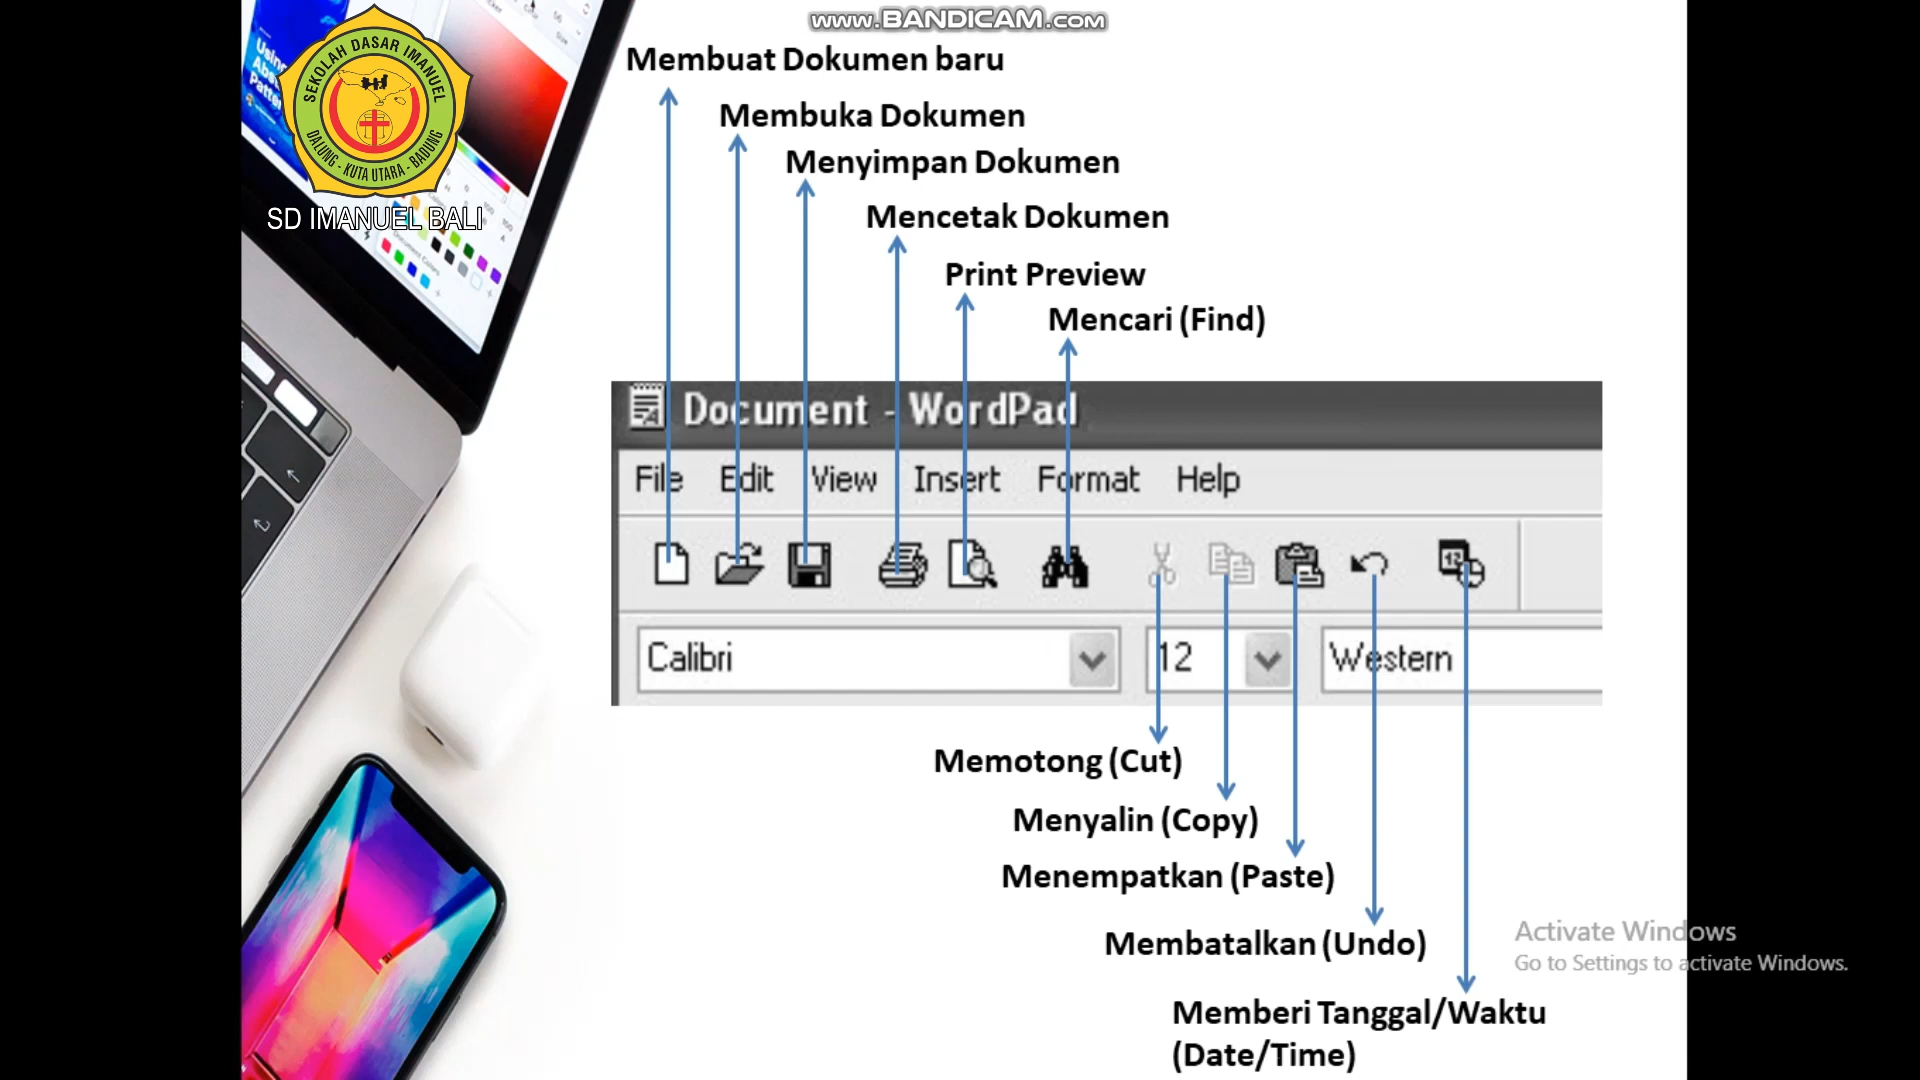 www.BANDICAM.com
SEKOLAH DASAR IMANUEL
DALUNG - KUTA UTARA - BADUNG
SD IMANUEL BALI
Membuat Dokumen baru
Membuka Dokumen
Menyimpan Dokumen
Mencetak Dokumen
Print Preview
Mencari (Find)
Document - WordPad
File Edit View Insert Format Help
Calibri 12 Western
Memotong (Cut)
Menyalin (Copy)
Menempatkan (Paste)
Membatalkan (Undo)
Memberi Tanggal/Waktu
(Date/Time)
Activate Windows
Go to Settings to activate Windows.